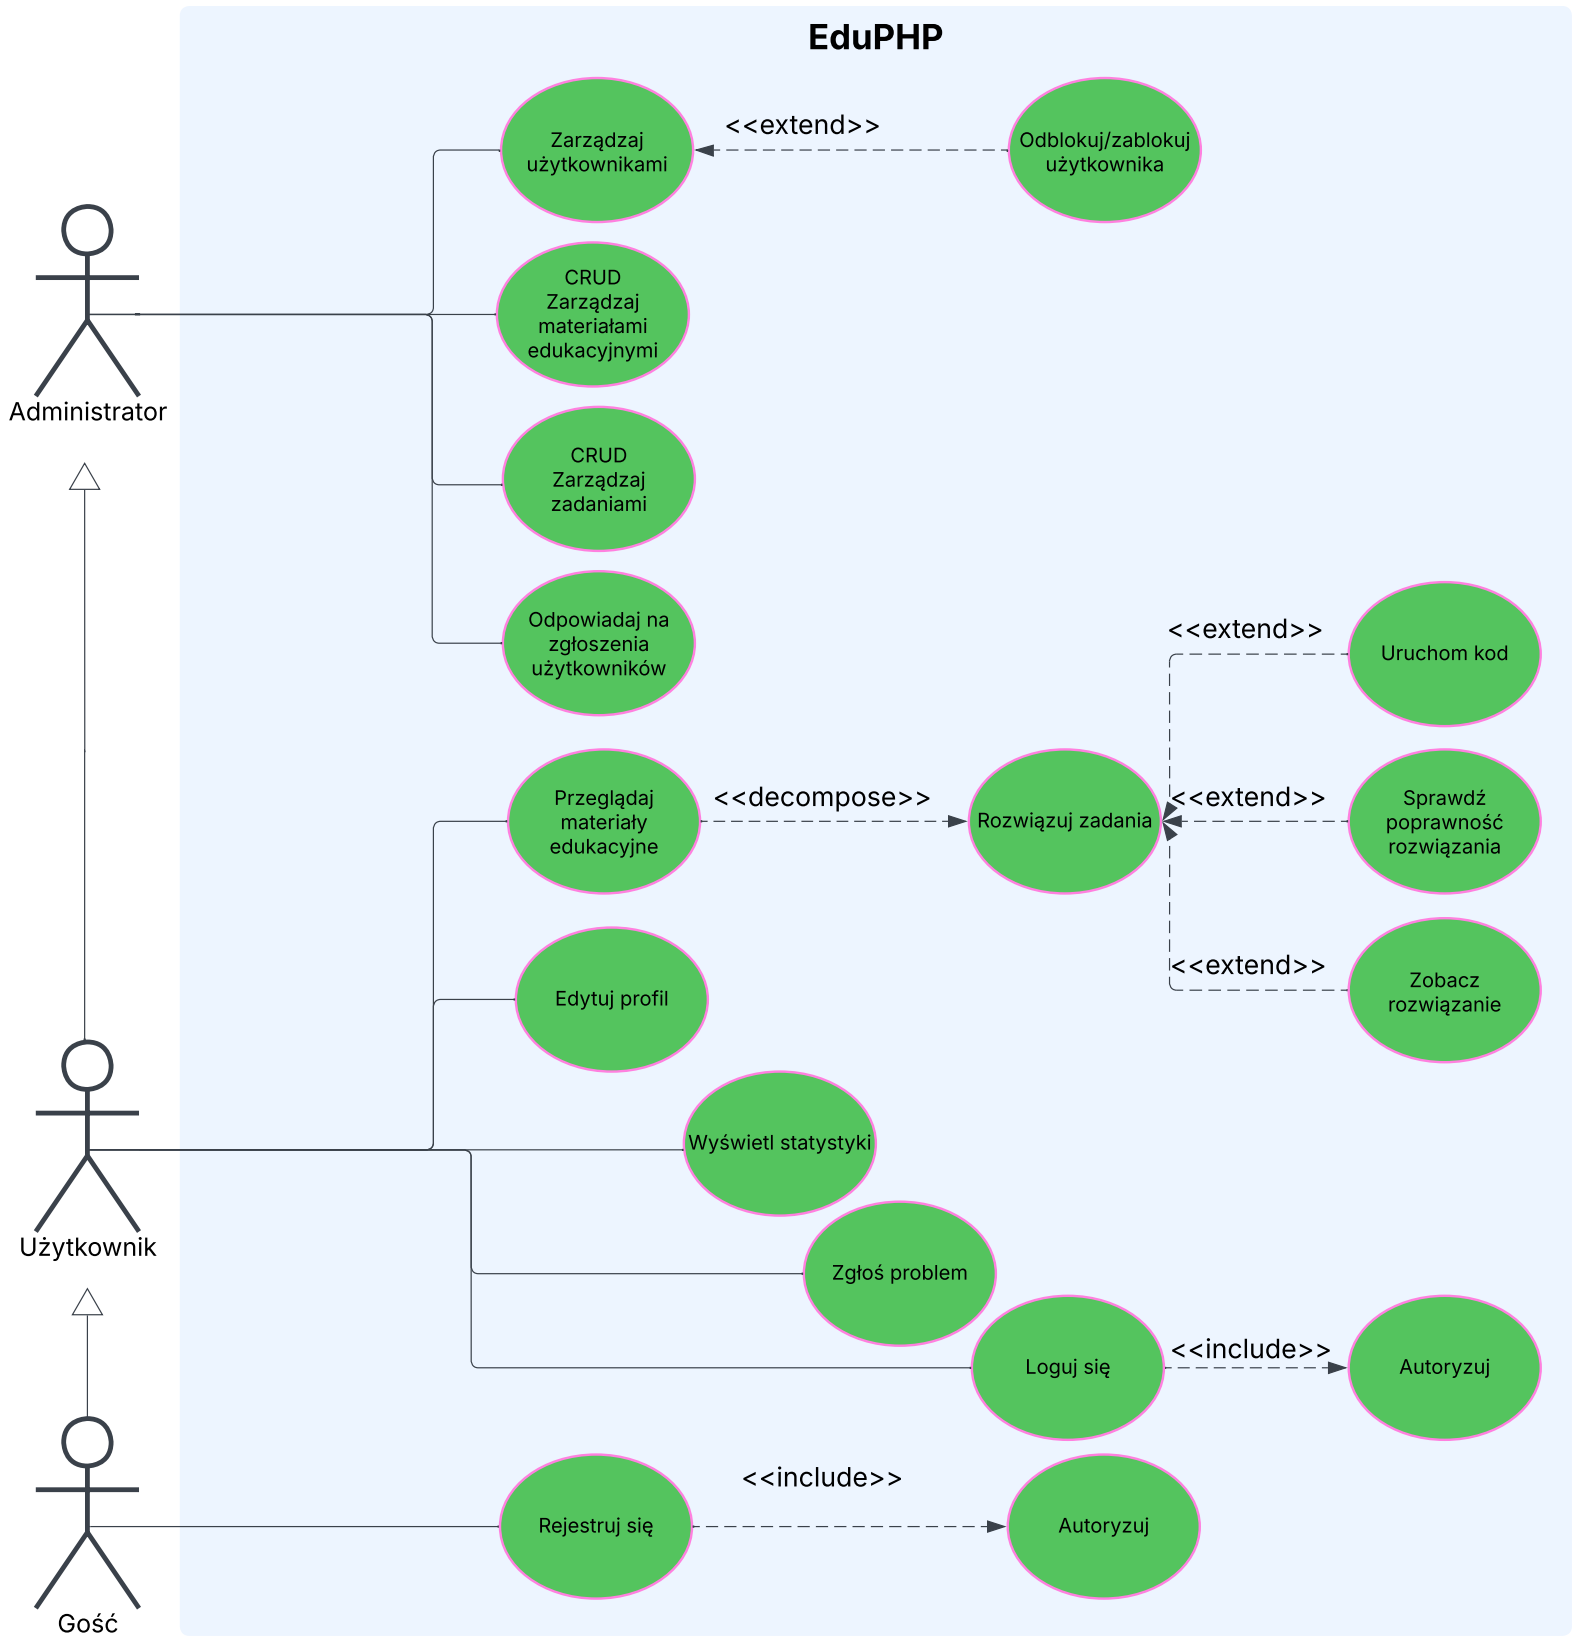 EduPHP
Zarządzaj
użytkownikami
<<extend>>
Odblokuj/zablokuj
użytkownika
CRUD
Zarządzaj
materiałami
edukacyjnymi
Administrator
CRUD
Zarządzaj
zadaniami
Odpowiadaj na
zgłoszenia
użytkowników
<<extend>>
Uruchom kod
Przeglądaj
materiały
edukacyjne
<<decompose>>
Rozwiązuj zadania
<<extend>>
Sprawdź
poprawność
rozwiązania
Edytuj profil
<<extend>>
Zobacz
rozwiązanie
Wyświetl statystyki
Użytkownik
Zgłoś problem
Loguj się
<<include>>
Autoryzuj
Rejestruj się
<<include>>
Autoryzuj
Gość